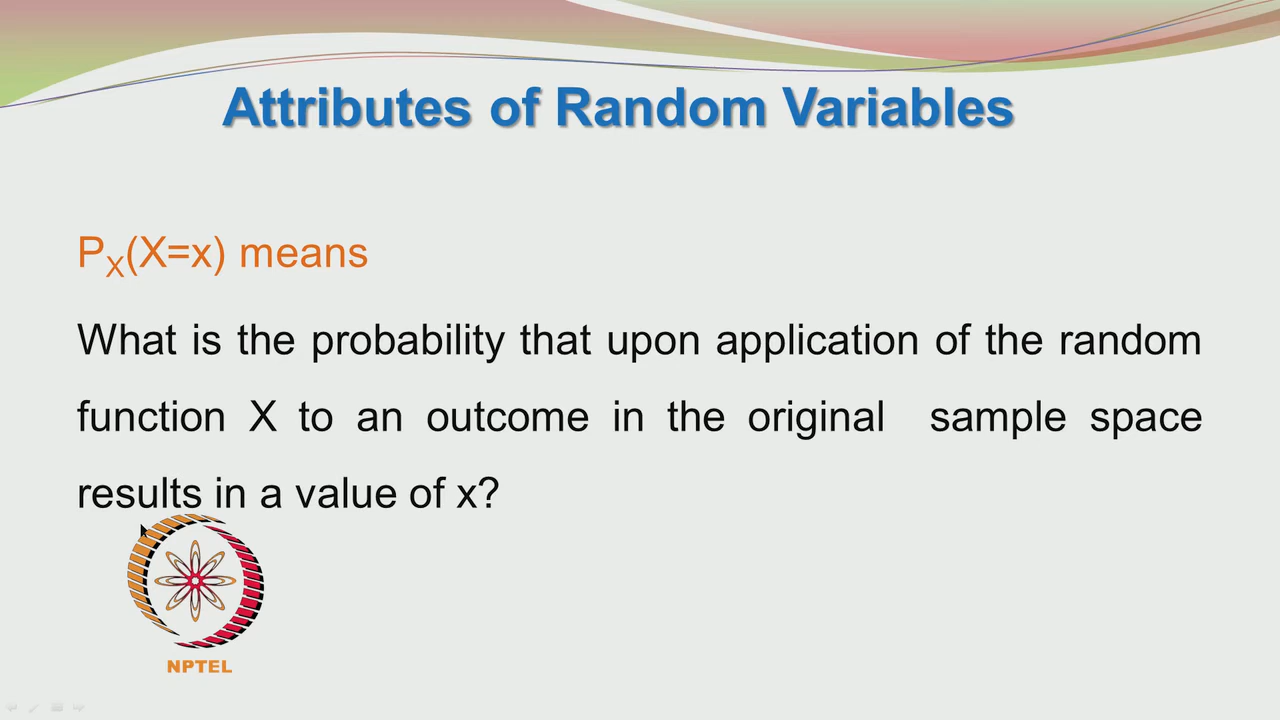 Attributes of Random Variables
P_X(X=x) means
What is the probability that upon application of the random
function X to an outcome in the original sample space
results in a value of x?
NPTEL